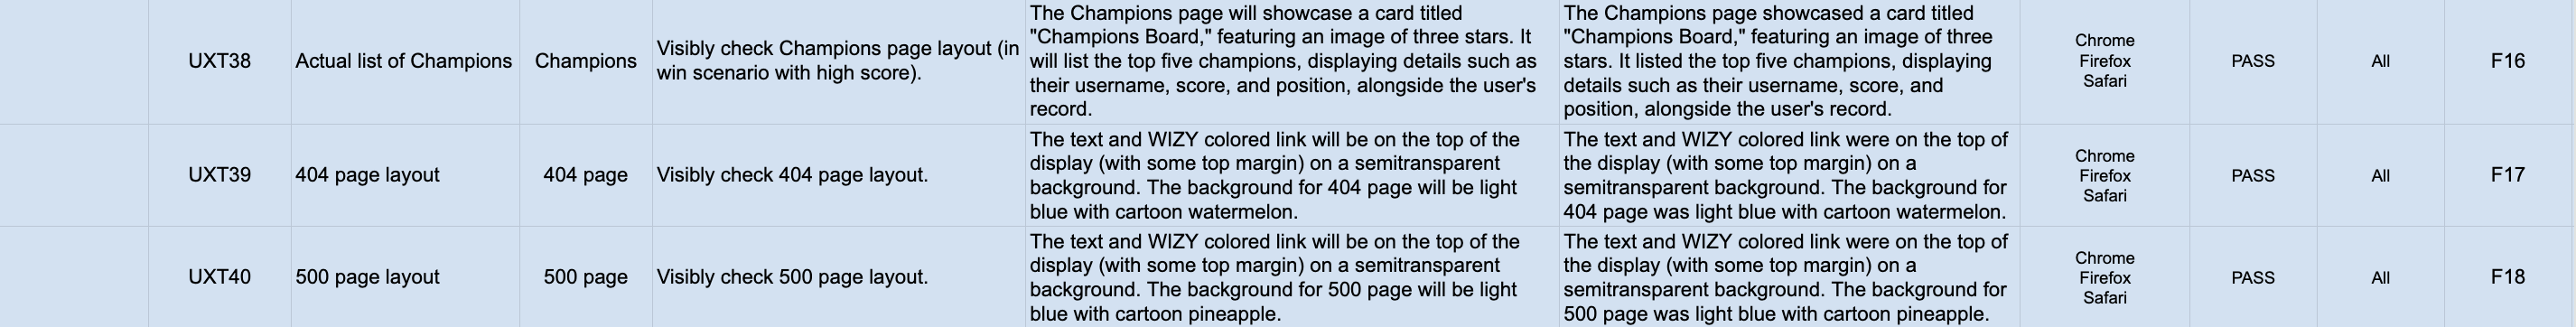 UXT38
Actual list of Champions
Champions
Visibly check Champions page layout (in
win scenario with high score).
The Champions page will showcase a card titled
"Champions Board," featuring an image of three stars. It
will list the top five champions, displaying details such as
their username, score, and position, alongside the user's
record.
The Champions page showcased a card titled
"Champions Board," featuring an image of three
stars. It listed the top five champions, displaying
details such as their username, score, and
position, alongside the user's record.
Chrome
Firefox
Safari
PASS
All
F16
UXT39
404 page layout
404 page
Visibly check 404 page layout.
The text and WIZY colored link will be on the top of the
display (with some top margin) on a semitransparent
background. The background for 404 page will be light
blue with cartoon watermelon.
The text and WIZY colored link were on the top of
the display (with some top margin) on a
semitransparent background. The background for
404 page was light blue with cartoon watermelon.
Chrome
Firefox
Safari
PASS
All
F17
UXT40
500 page layout
500 page
Visibly check 500 page layout.
The text and WIZY colored link will be on the top of the
display (with some top margin) on a semitransparent
background. The background for 500 page will be light
blue with cartoon pineapple.
The text and WIZY colored link were on the top of
the display (with some top margin) on a
semitransparent background. The background for
500 page was light blue with cartoon pineapple.
Chrome
Firefox
Safari
PASS
All
F18